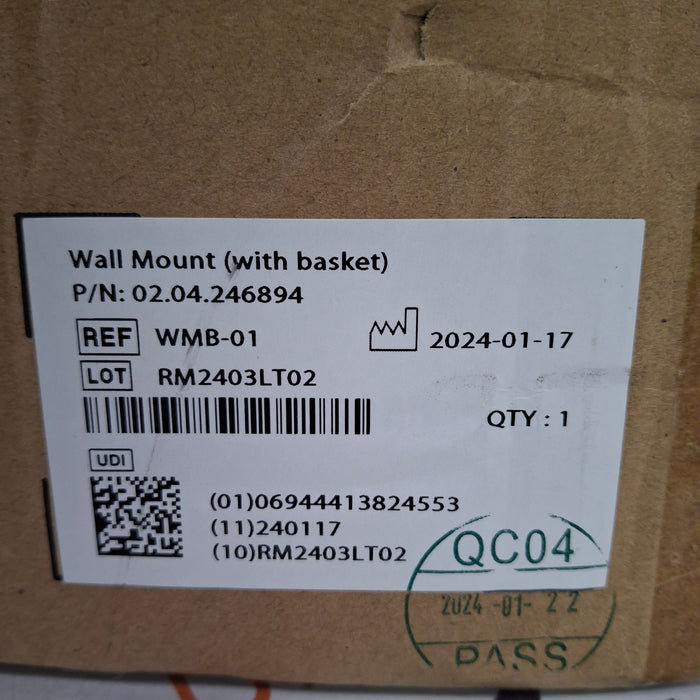 Wall Mount (with basket)
P/N: 02.04.246894
REF WMB-01
2024-01-17
LOT RM2403LT02
QTY : 1
UDI
(01)06944413824553
(11)240117
(10)RM2403LT02
QC04
2024 -01- 22
PASS